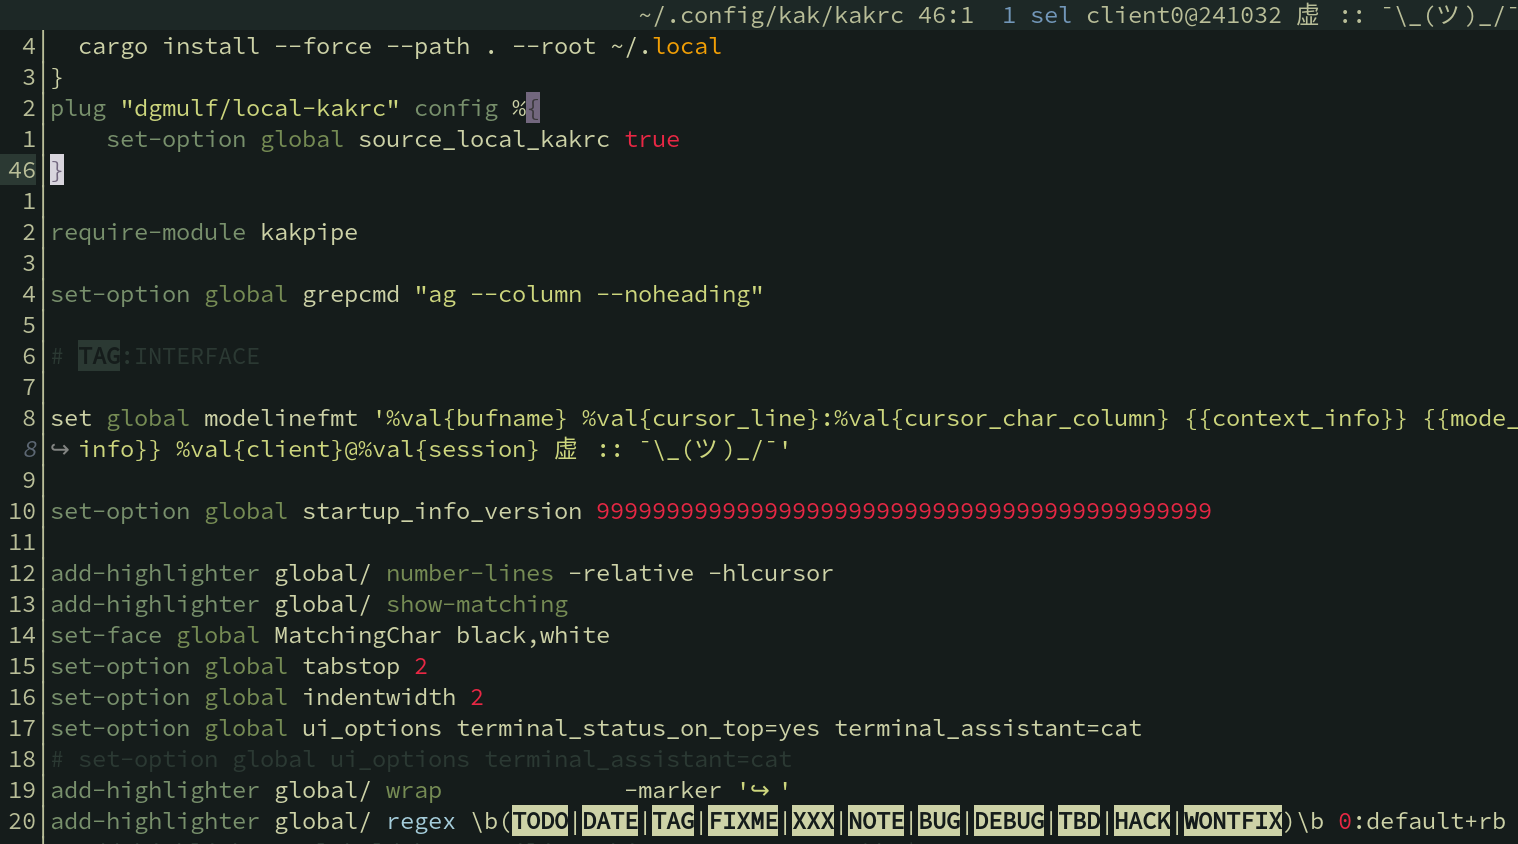 ~/.config/kak/kakrc 46:1  1 sel client0@241032 虚 :: ¯\_(ツ)_/¯
4   cargo install --force --path . --root ~/.local
3 }
2 plug "dgmulf/local-kakrc" config %{
1     set-option global source_local_kakrc true
46 }
1
2 require-module kakpipe
3
4 set-option global grepcmd "ag --column --noheading"
5
6 # TAG:INTERFACE
7
8 set global modelinefmt '%val{bufname} %val{cursor_line}:%val{cursor_char_column} {{context_info}} {{mode_
8 ↪ info}} %val{client}@%val{session} 虚 :: ¯\_(ツ)_/¯'
9
10 set-option global startup_info_version 99999999999999999999999999999999999999999999
11
12 add-highlighter global/ number-lines -relative -hlcursor
13 add-highlighter global/ show-matching
14 set-face global MatchingChar black,white
15 set-option global tabstop 2
16 set-option global indentwidth 2
17 set-option global ui_options terminal_status_on_top=yes terminal_assistant=cat
18 # set-option global ui_options terminal_assistant=cat
19 add-highlighter global/ wrap             -marker '↪ '
20 add-highlighter global/ regex \b(TODO|DATE|TAG|FIXME|XXX|NOTE|BUG|DEBUG|TBD|HACK|WONTFIX)\b 0:default+rb